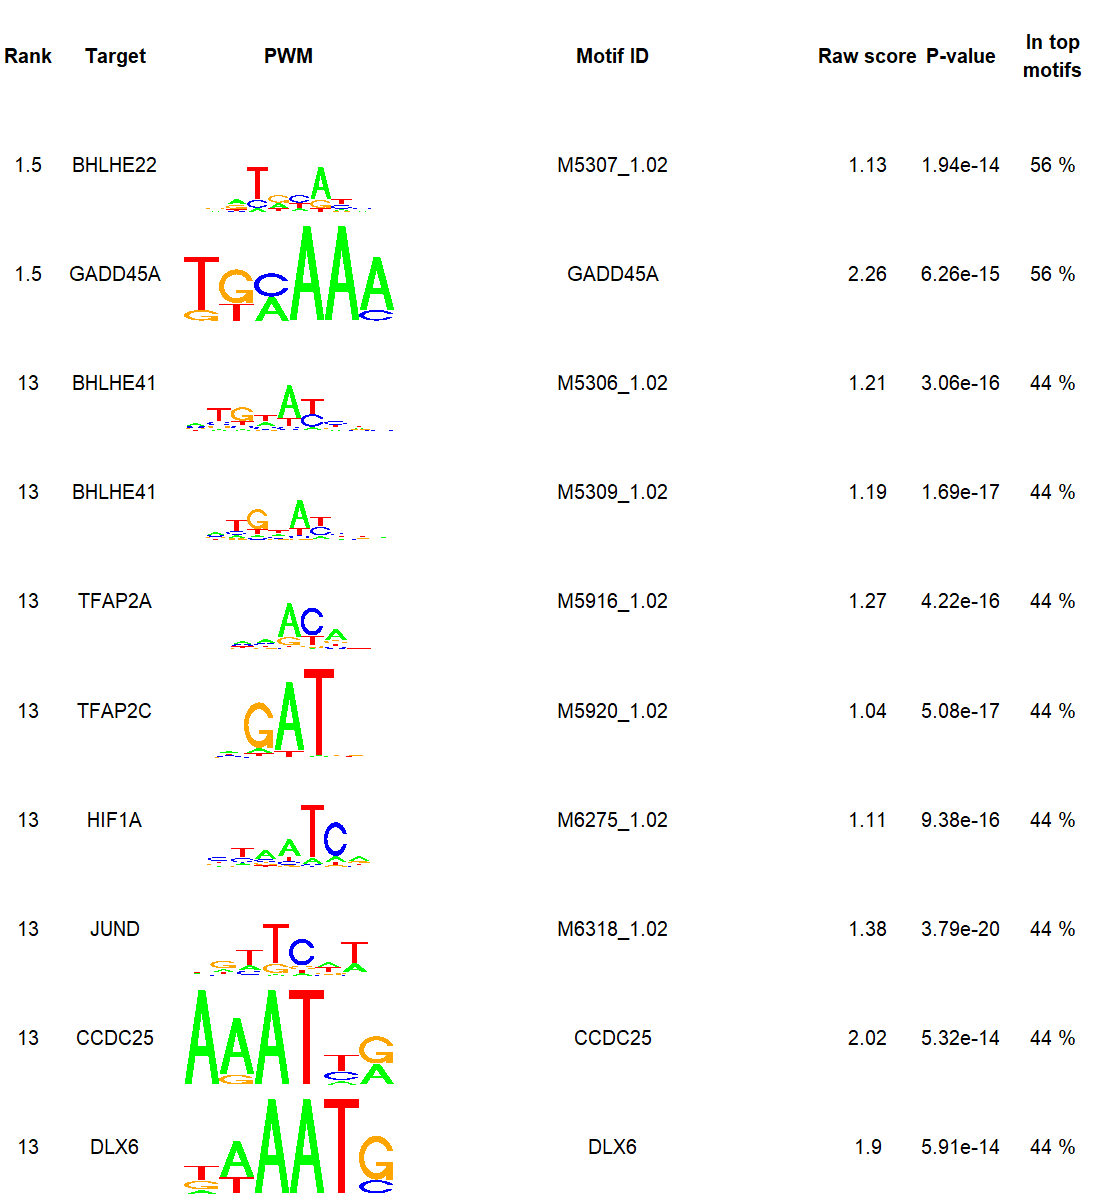 Rank Target PWM Motif ID Raw score P-value In top motifs
1.5 BHLHE22 M5307_1.02 1.13 1.94e-14 56 %
1.5 GADD45A GADD45A 2.26 6.26e-15 56 %
13 BHLHE41 M5306_1.02 1.21 3.06e-16 44 %
13 BHLHE41 M5309_1.02 1.19 1.69e-17 44 %
13 TFAP2A M5916_1.02 1.27 4.22e-16 44 %
13 TFAP2C M5920_1.02 1.04 5.08e-17 44 %
13 HIF1A M6275_1.02 1.11 9.38e-16 44 %
13 JUND M6318_1.02 1.38 3.79e-20 44 %
13 CCDC25 CCDC25 2.02 5.32e-14 44 %
13 DLX6 DLX6 1.9 5.91e-14 44 %